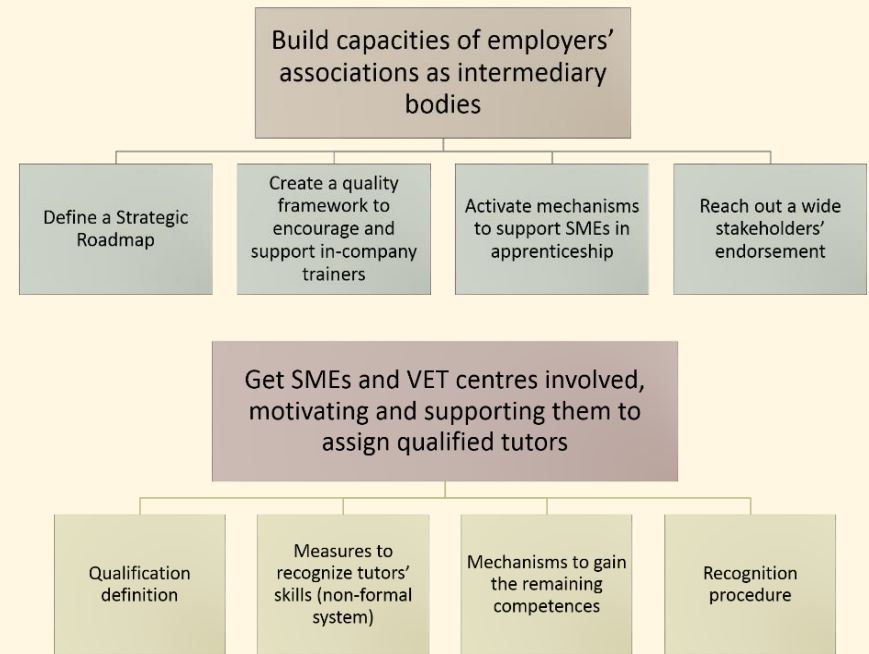 Build capacities of employers’
associations as intermediary
bodies
Define a Strategic
Roadmap
Create a quality
framework to
encourage and
support in-company
trainers
Activate mechanisms
to support SMEs in
apprenticeship
Reach out a wide
stakeholders’
endorsement
Get SMEs and VET centres involved,
motivating and supporting them to
assign qualified tutors
Qualification
definition
Measures to
recognize tutors’
skills (non-formal
system)
Mechanisms to gain
the remaining
competences
Recognition
procedure